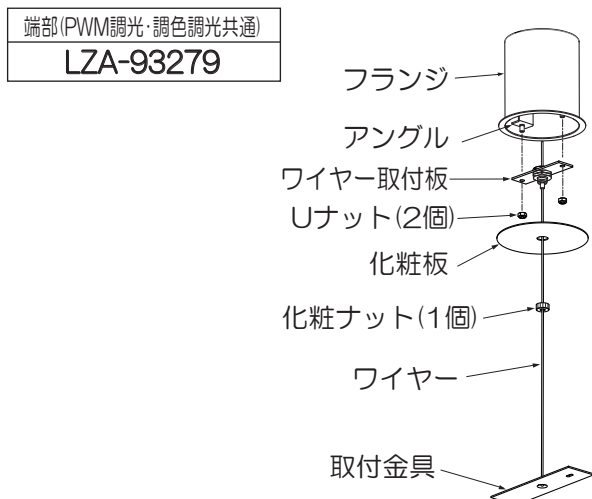 端部(PWM調光･調色調光共通)
LZA-93279
フランジ
アングル
ワイヤー取付板
Uナット(2個)
化粧板
化粧ナット(1個)
ワイヤー
取付金具